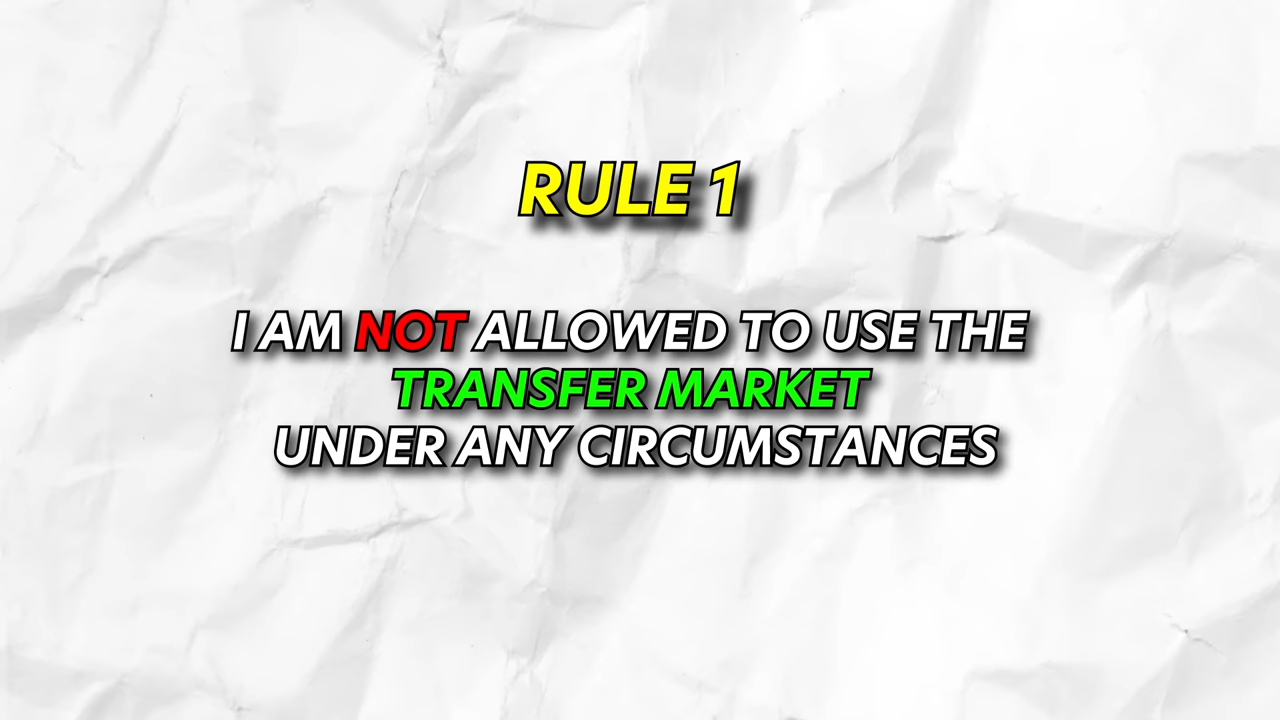 RULE 1
I AM NOT ALLOWED TO USE THE
TRANSFER MARKET
UNDER ANY CIRCUMSTANCES